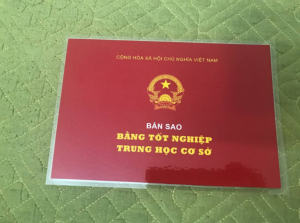 CỘNG HÒA XÃ HỘI CHỦ NGHĨA VIỆT NAM
BẢN SAO
BẰNG TỐT NGHIỆP
TRUNG HỌC CƠ SỞ